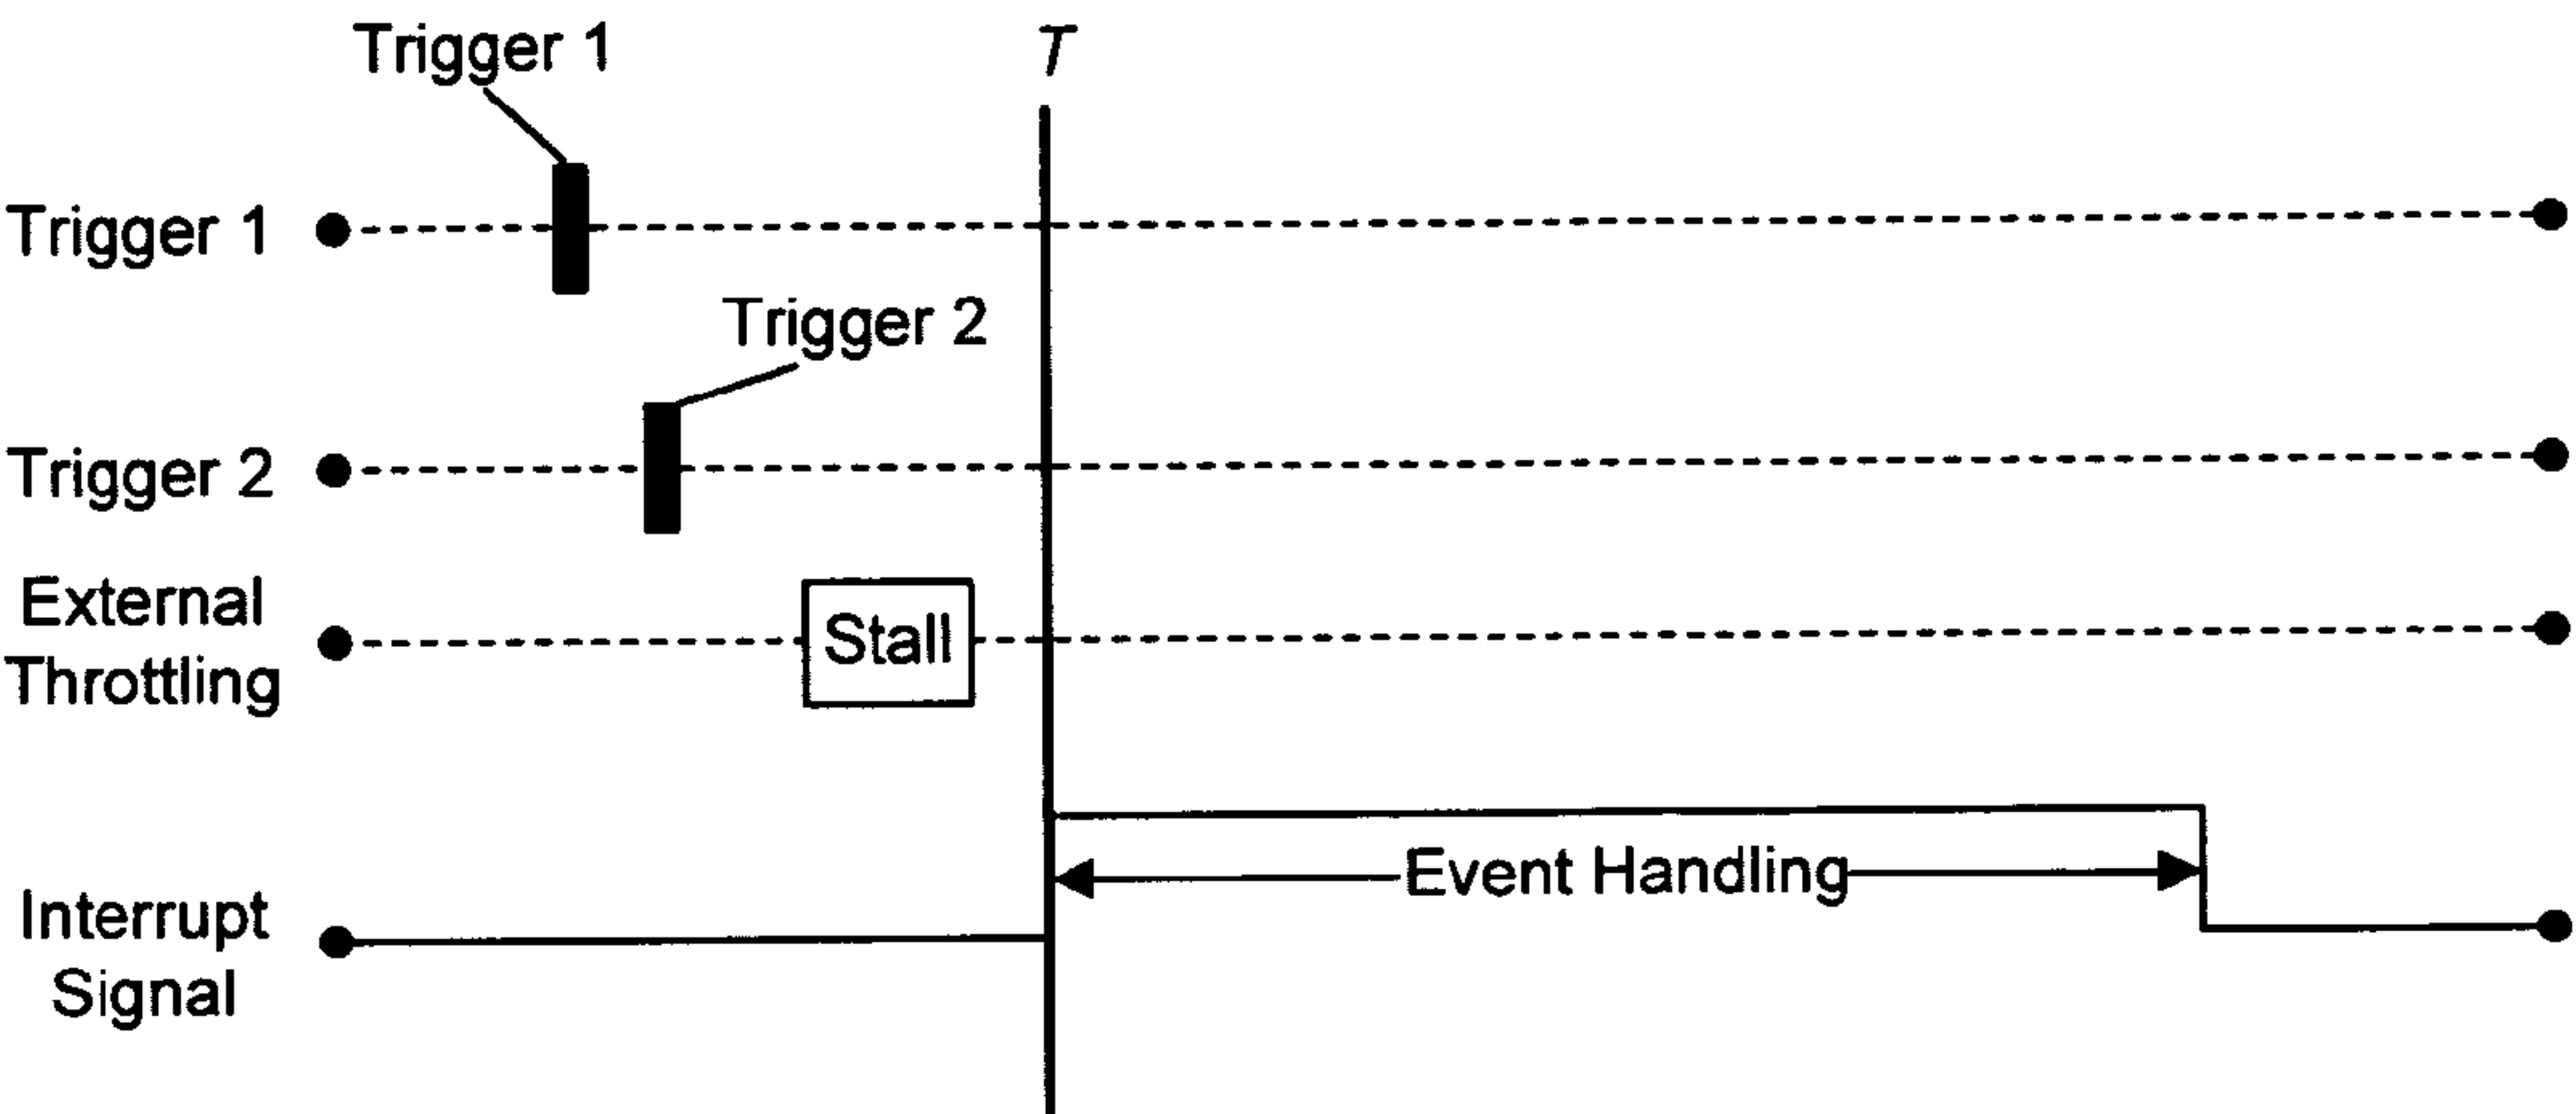 Trigger 1
T
Trigger 1
Trigger 2
Trigger 2
External
Throttling
Stall
Event Handling
Interrupt
Signal